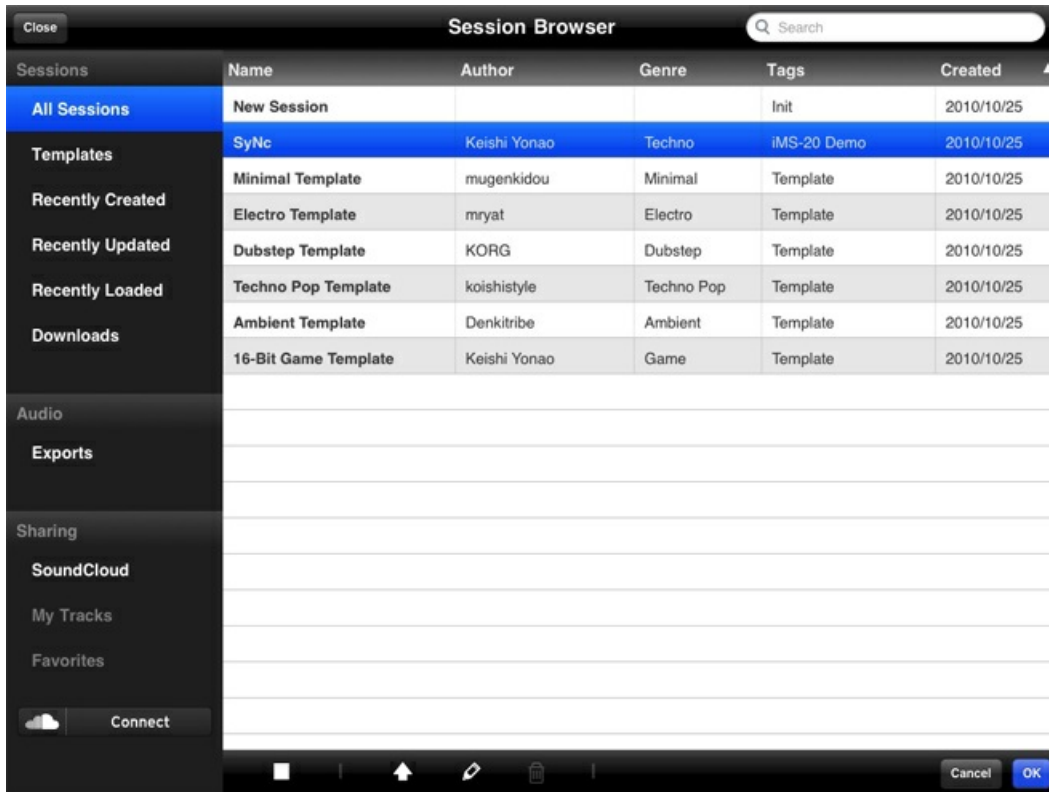 Close Session Browser Search
Sessions Name Author Genre Tags Created
All Sessions
Templates
Recently Created
Recently Updated
Recently Loaded
Downloads
New Session Init 2010/10/25
SyNc Keishi Yonao Techno iMS-20 Demo 2010/10/25
Minimal Template mugenkidou Minimal Template 2010/10/25
Electro Template mryat Electro Template 2010/10/25
Dubstep Template KORG Dubstep Template 2010/10/25
Techno Pop Template koishistyle Techno Pop Template 2010/10/25
Ambient Template Denkitribe Ambient Template 2010/10/25
16-Bit Game Template Keishi Yonao Game Template 2010/10/25
Audio
Exports
Sharing
SoundCloud
My Tracks
Favorites
Connect
Cancel OK